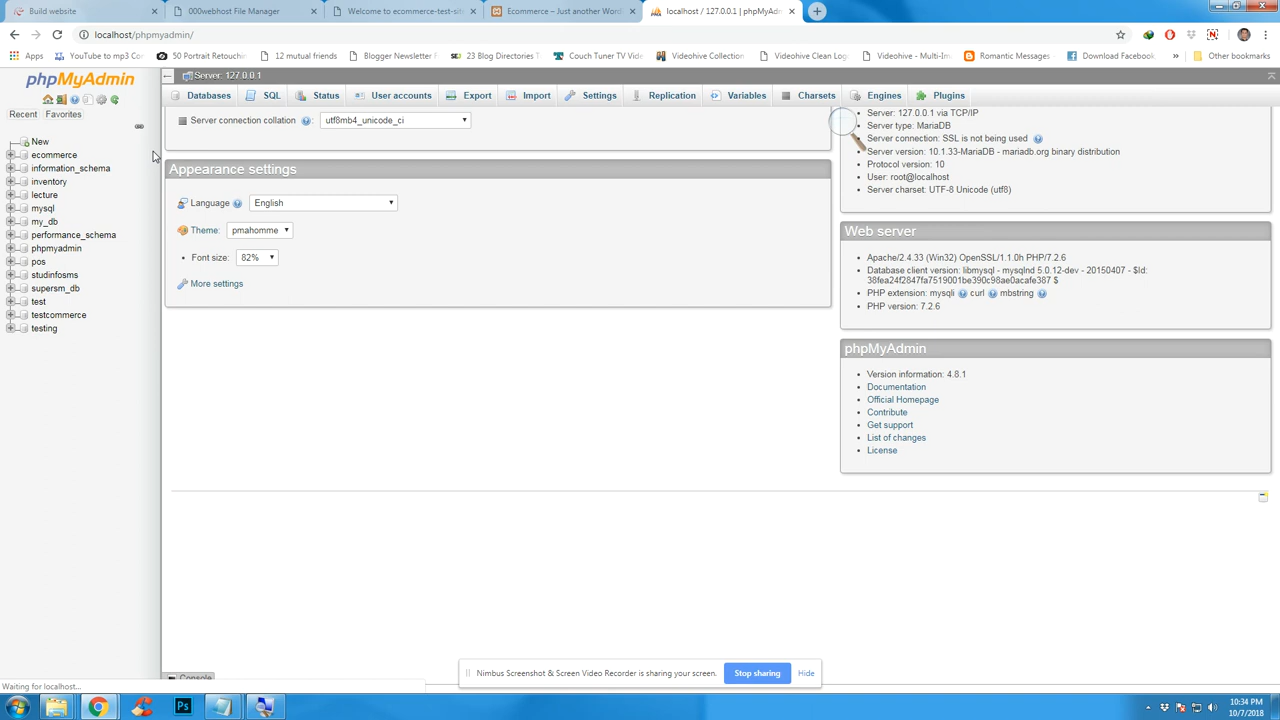 Build website
000webhost File Manager
Welcome to ecommerce-test-sit
Ecommerce – Just another Wor
localhost / 127.0.0.1 | phpMyAdm
localhost/phpmyadmin/
Apps
YouTube to mp3 Co
50 Portrait Retouchin
12 mutual friends
Blogger Newsletter R
23 Blog Directories T
Couch Tuner TV Vide
Videohive Collection
Videohive Clean Log
Videohive - Multi-Im
Romantic Messages
Download Facebook
Other bookmarks
phpMyAdmin
Recent
Favorites
New
ecommerce
information_schema
inventory
lecture
mysql
my_db
performance_schema
phpmyadmin
pos
studinfosms
supersm_db
test
testcommerce
testing
Server: 127.0.0.1
Databases
SQL
Status
User accounts
Export
Import
Settings
Replication
Variables
Charsets
Engines
Plugins
Server connection collation
utf8mb4_unicode_ci
Appearance settings
Language
English
Theme:
pmahomme
Font size:
82%
More settings
Server: 127.0.0.1 via TCP/IP
Server type: MariaDB
Server connection: SSL is not being used
Server version: 10.1.33-MariaDB - mariadb.org binary distribution
Protocol version: 10
User: root@localhost
Server charset: UTF-8 Unicode (utf8)
Web server
Apache/2.4.33 (Win32) OpenSSL/1.1.0h PHP/7.2.6
Database client version: libmysql - mysqlnd 5.0.12-dev - 20150407 - $Id:
38fea24f2847fa7519001be390c98ae0acafe387 $
PHP extension: mysqli curl mbstring
PHP version: 7.2.6
phpMyAdmin
Version information: 4.8.1
Documentation
Official Homepage
Contribute
Get support
List of changes
License
Console
Nimbus Screenshot & Screen Video Recorder is sharing your screen.
Stop sharing
Hide
Waiting for localhost...
Ps
10:34 PM
10/7/2018